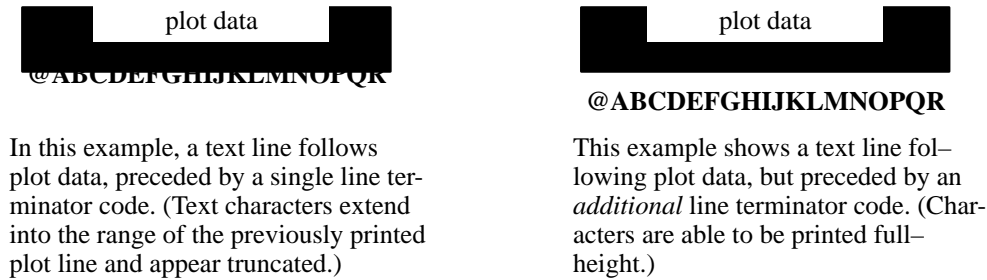 plot data
@ABCDEFGHIJKLMNOPQR
In this example, a text line follows
plot data, preceded by a single line ter-
minator code. (Text characters extend
into the range of the previously printed
plot line and appear truncated.)
plot data
@ABCDEFGHIJKLMNOPQR
This example shows a text line fol–
lowing plot data, but preceded by an
additional line terminator code. (Char-
acters are able to be printed full–
height.)